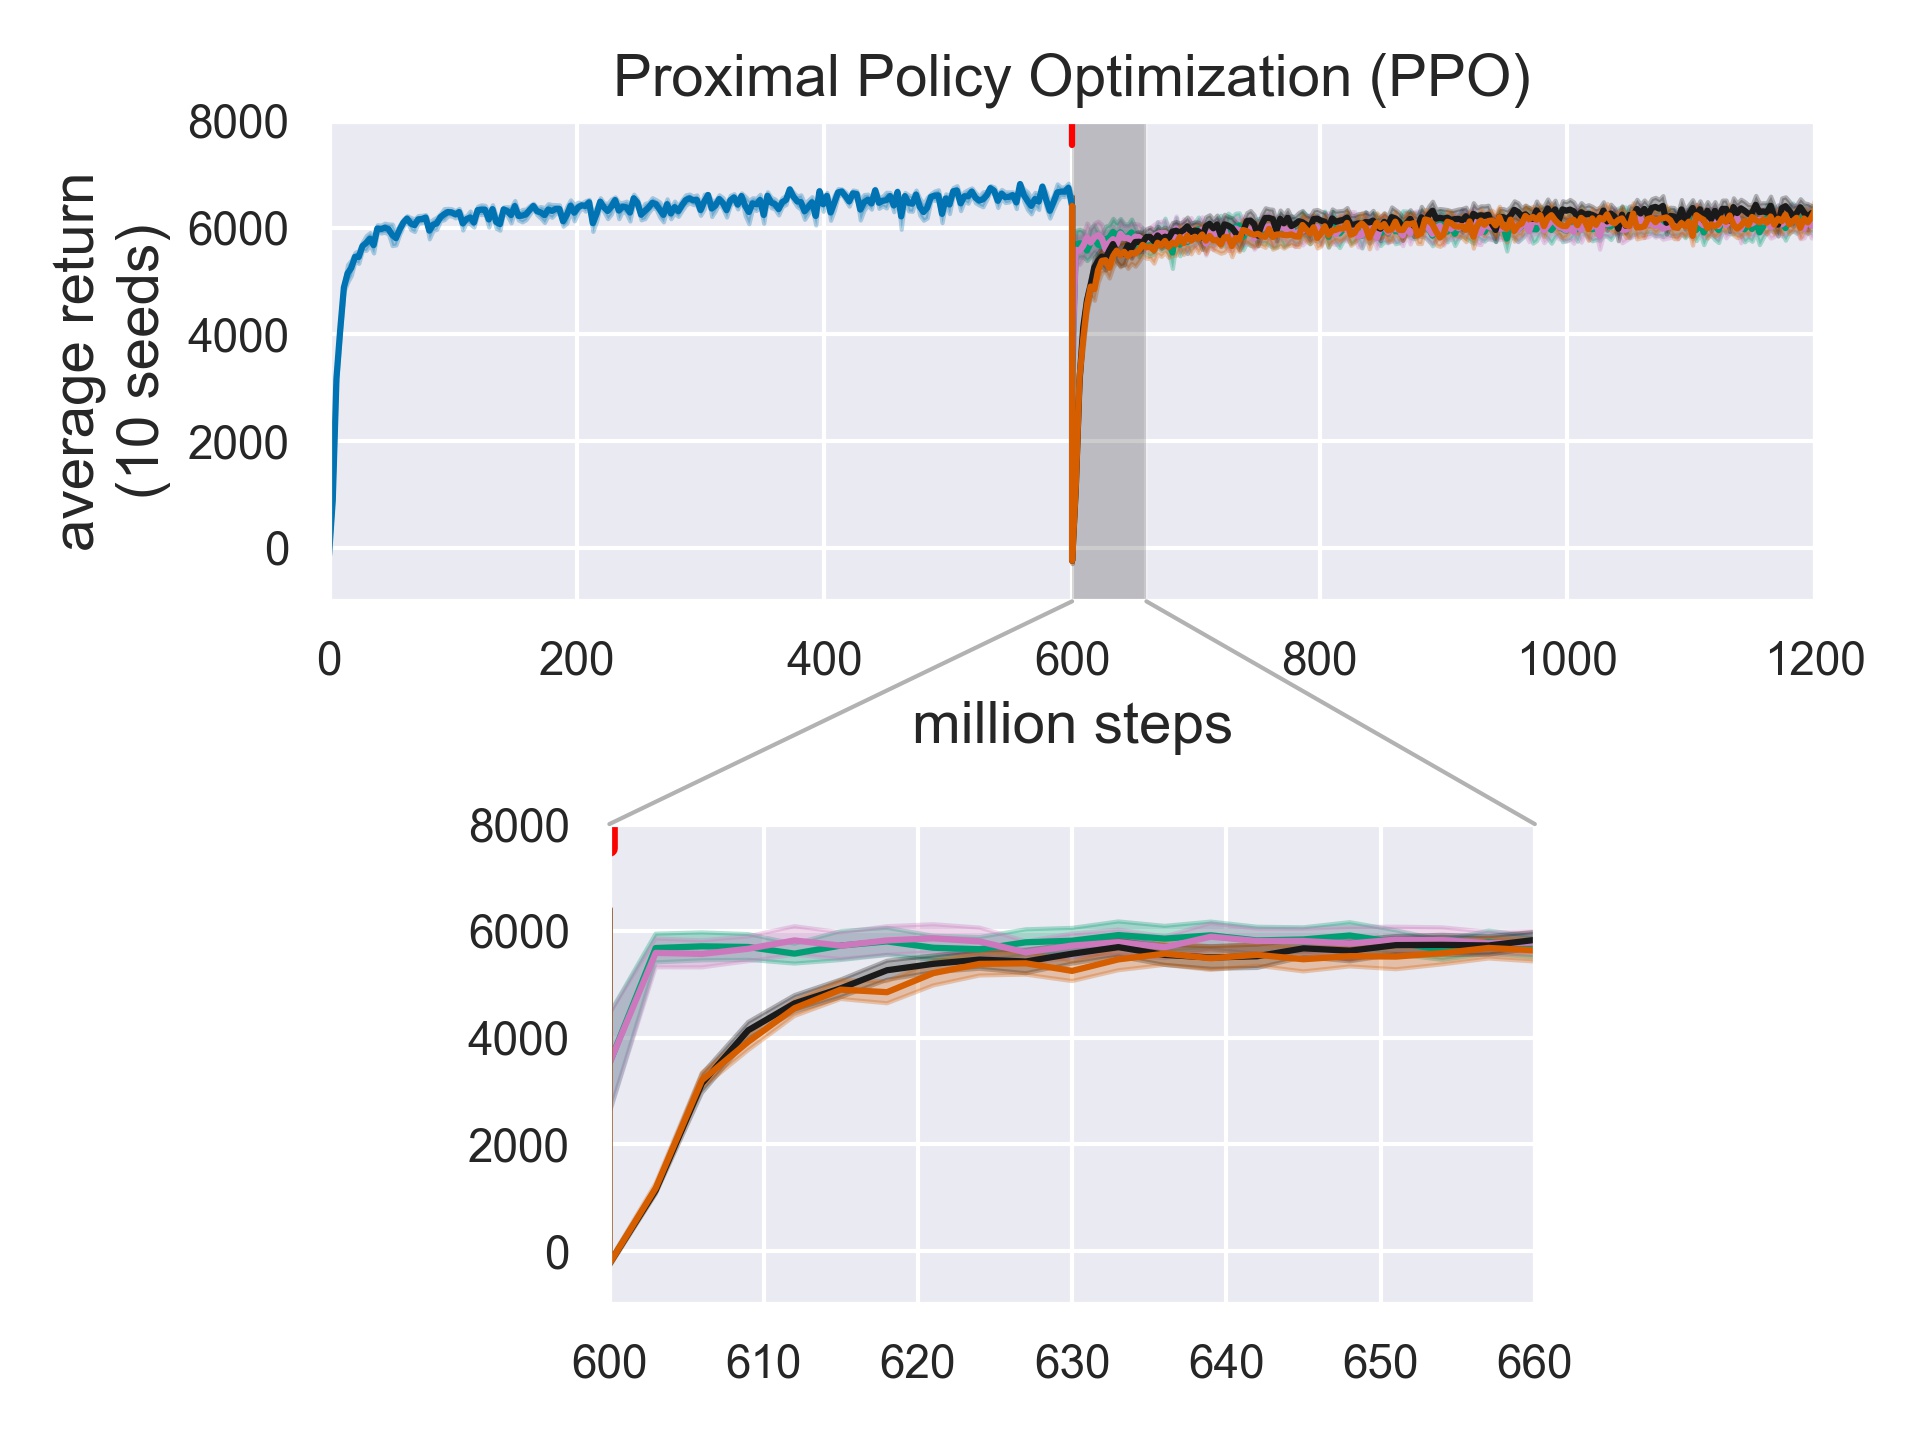 Proximal Policy Optimization (PPO)
average return
(10 seeds)
8000
6000
4000
2000
0
0 200 400 600 800 1000 1200
million steps
8000
6000
4000
2000
0
600 610 620 630 640 650 660